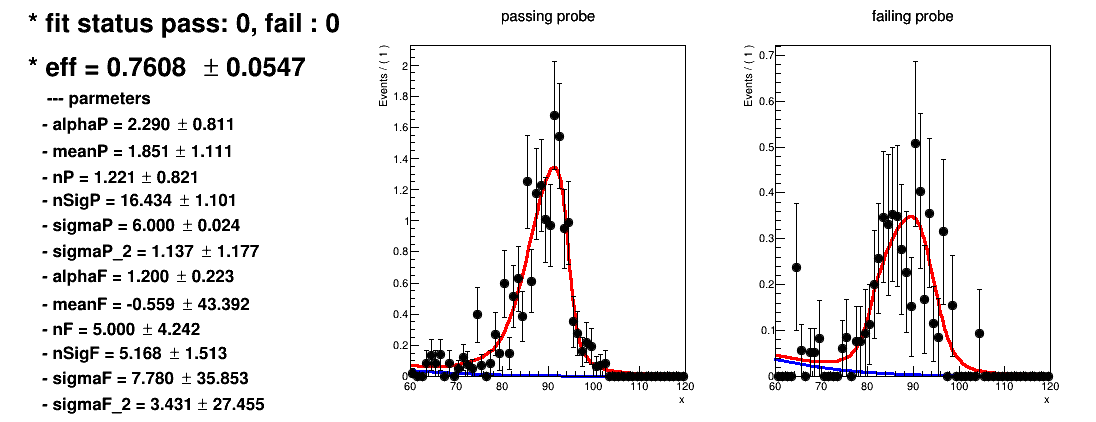 * fit status pass: 0, fail : 0
* eff = 0.7608 ± 0.0547
--- parmeters
- alphaP = 2.290 ± 0.811
- meanP = 1.851 ± 1.111
- nP = 1.221 ± 0.821
- nSigP = 16.434 ± 1.101
- sigmaP = 6.000 ± 0.024
- sigmaP_2 = 1.137 ± 1.177
- alphaF = 1.200 ± 0.223
- meanF = -0.559 ± 43.392
- nF = 5.000 ± 4.242
- nSigF = 5.168 ± 1.513
- sigmaF = 7.780 ± 35.853
- sigmaF_2 = 3.431 ± 27.455
passing probe
Events / ( 1 )
2
1.8
1.6
1.4
1.2
1
0.8
0.6
0.4
0.2
0
60 70 80 90 100 110 120
x
failing probe
Events / ( 1 )
0.7
0.6
0.5
0.4
0.3
0.2
0.1
0
60 70 80 90 100 110 120
x